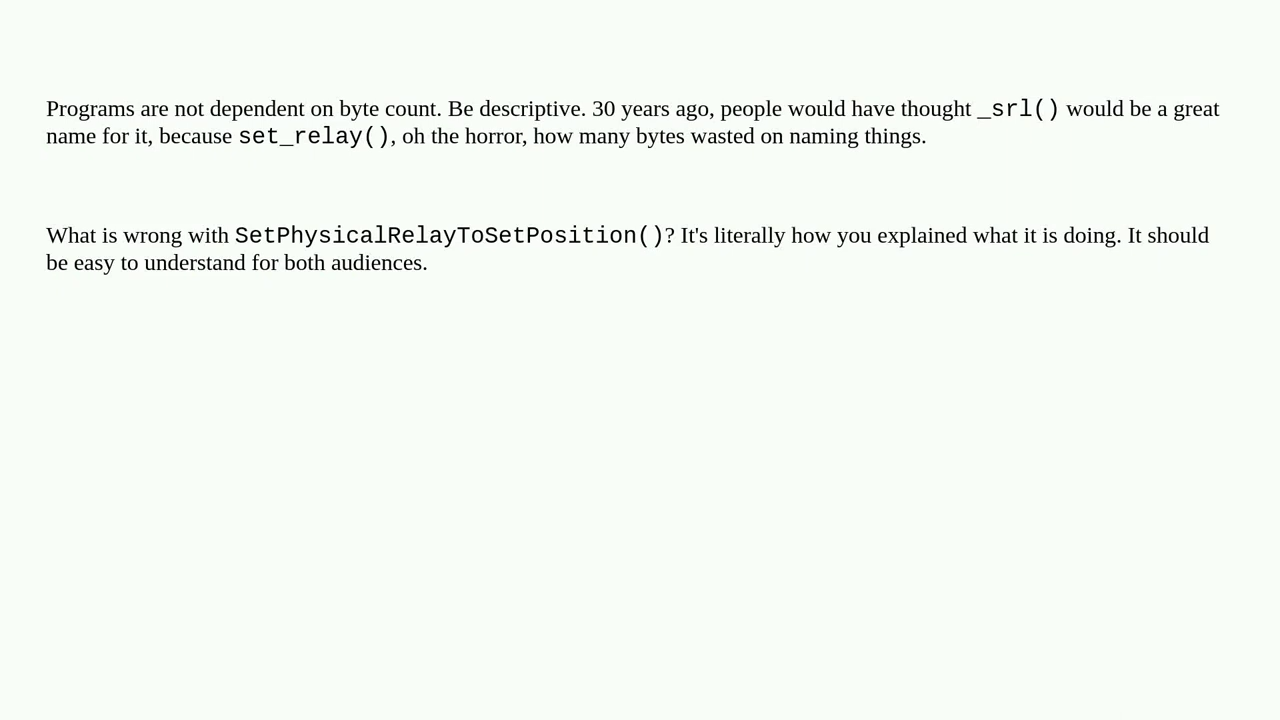 Programs are not dependent on byte count. Be descriptive. 30 years ago, people would have thought _srl() would be a great
name for it, because set_relay(), oh the horror, how many bytes wasted on naming things.
What is wrong with SetPhysicalRelayToSetPosition()? It's literally how you explained what it is doing. It should
be easy to understand for both audiences.